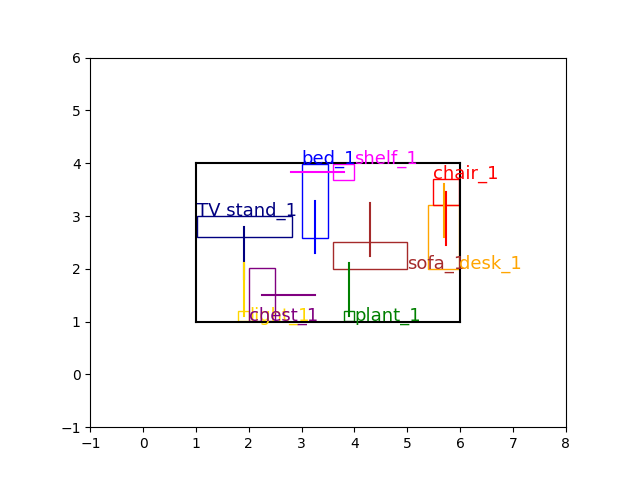 6
5
4
3
2
1
0
−1
bed_1
shelf_1
chair_1
TV stand_1
sofa_1
desk_1
light_1
chest_1
plant_1
−1 0 1 2 3 4 5 6 7 8